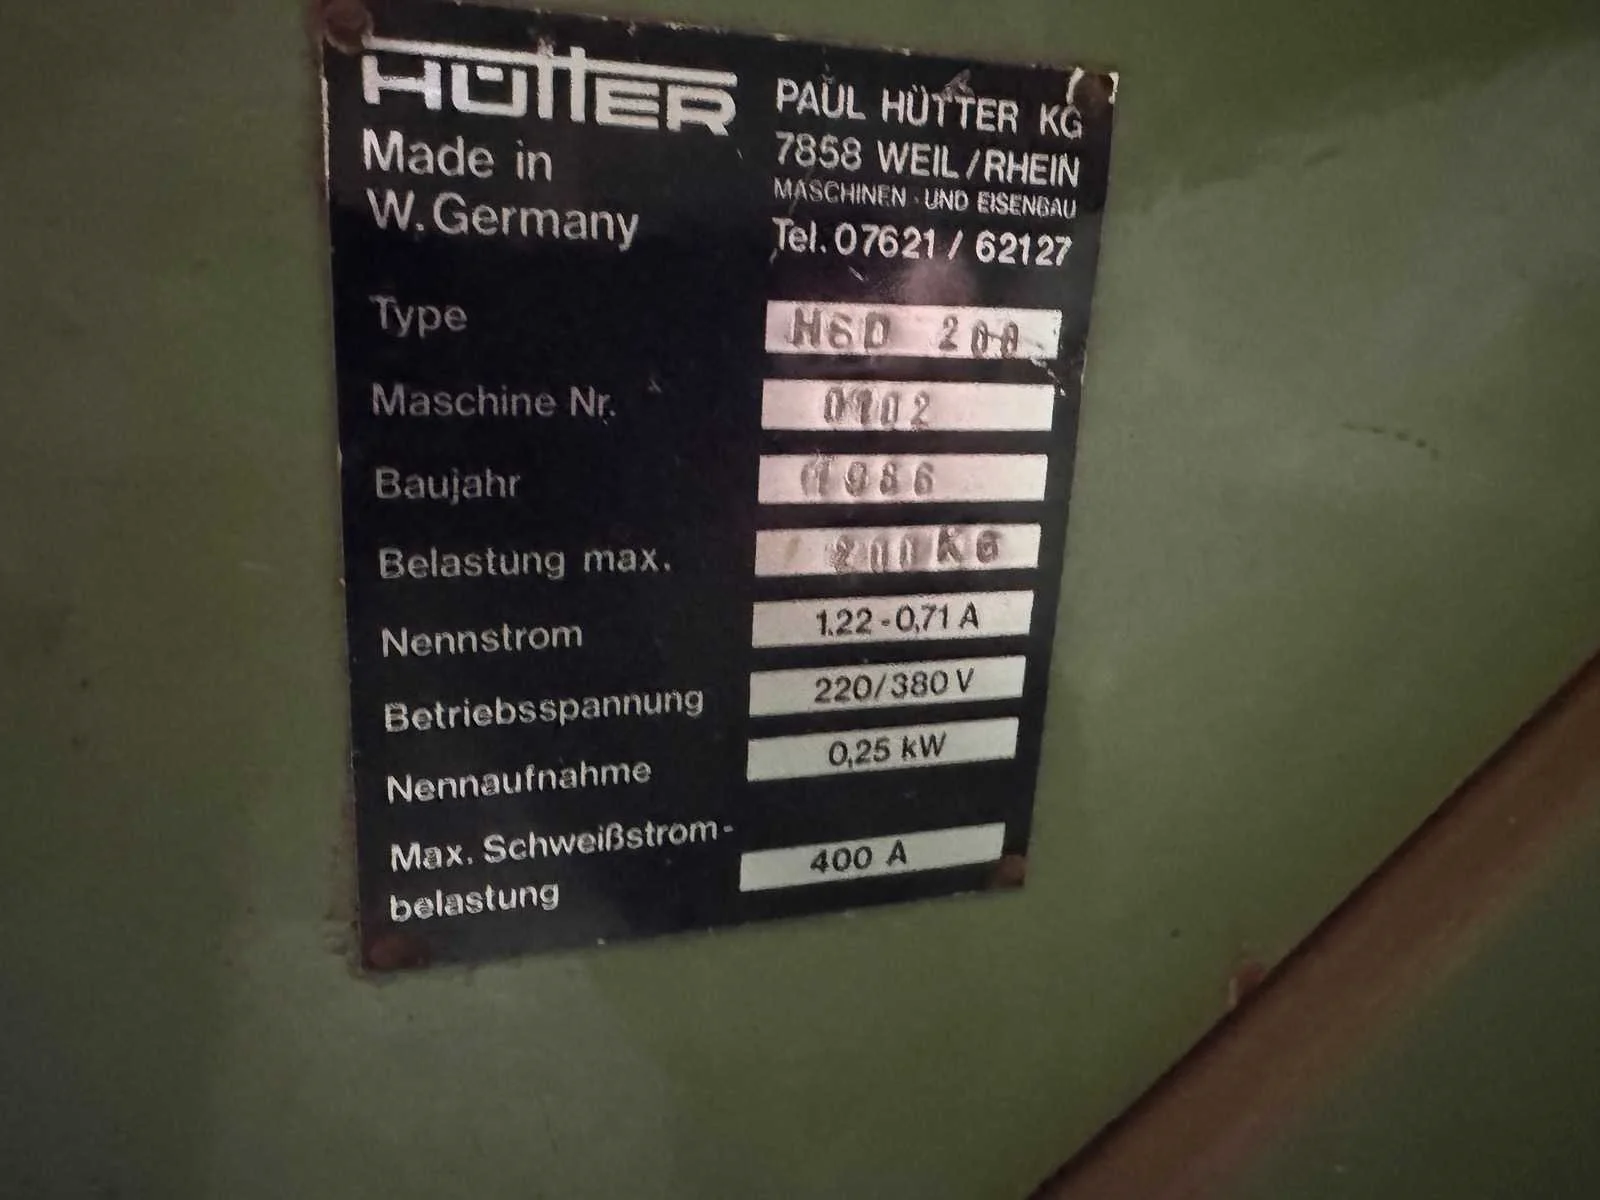 HÜTTER
Made in
W. Germany
PAUL HÜTTER KG
7858 WEIL/RHEIN
MASCHINEN - UND EISENBAU
Tel. 07621 / 62127
Type HSD 200
Maschine Nr. 0702
Baujahr 1986
Belastung max. 200 KG
Nennstrom 1.22 - 0,71 A
Betriebsspannung 220/380 V
Nennaufnahme 0,25 kW
Max. Schweißstrom-
belastung 400 A